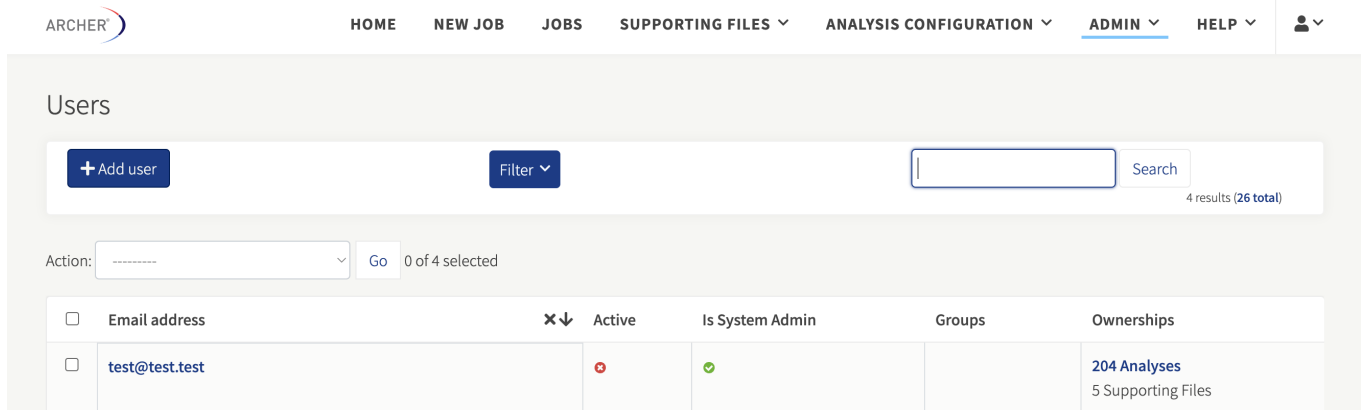 ARCHER® HOME NEW JOB JOBS SUPPORTING FILES ANALYSIS CONFIGURATION ADMIN HELP
Users
Add user Filter Search
4 results (26 total)
Action: --------- Go 0 of 4 selected
Email address Active Is System Admin Groups Ownerships
test@test.test 204 Analyses
5 Supporting Files